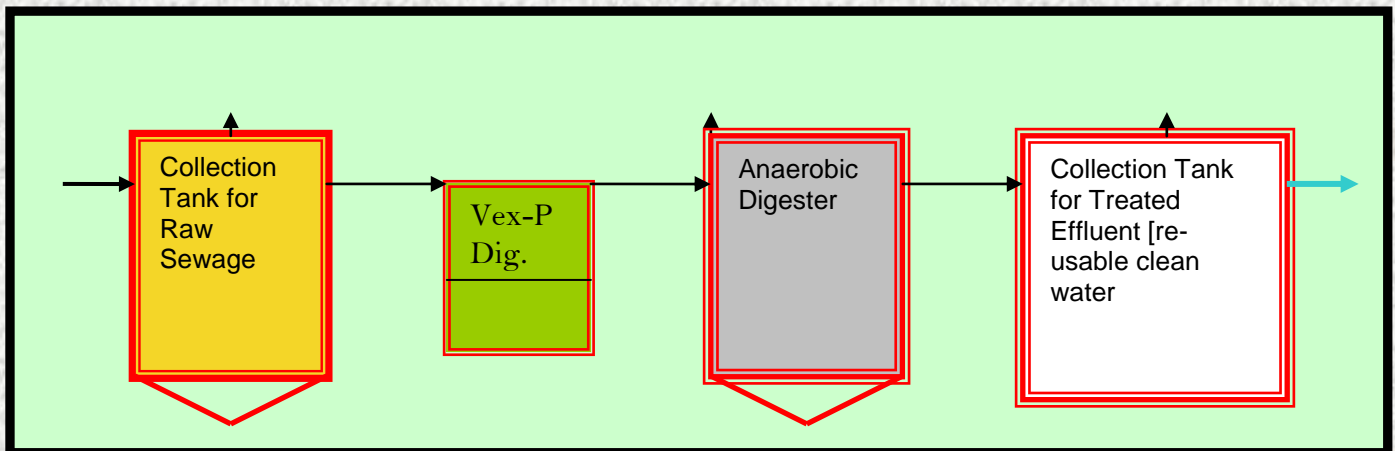 Collection
Tank for
Raw
Sewage
Vex-P
Dig.
Anaerobic
Digester
Collection Tank
for Treated
Effluent [re-
usable clean
water